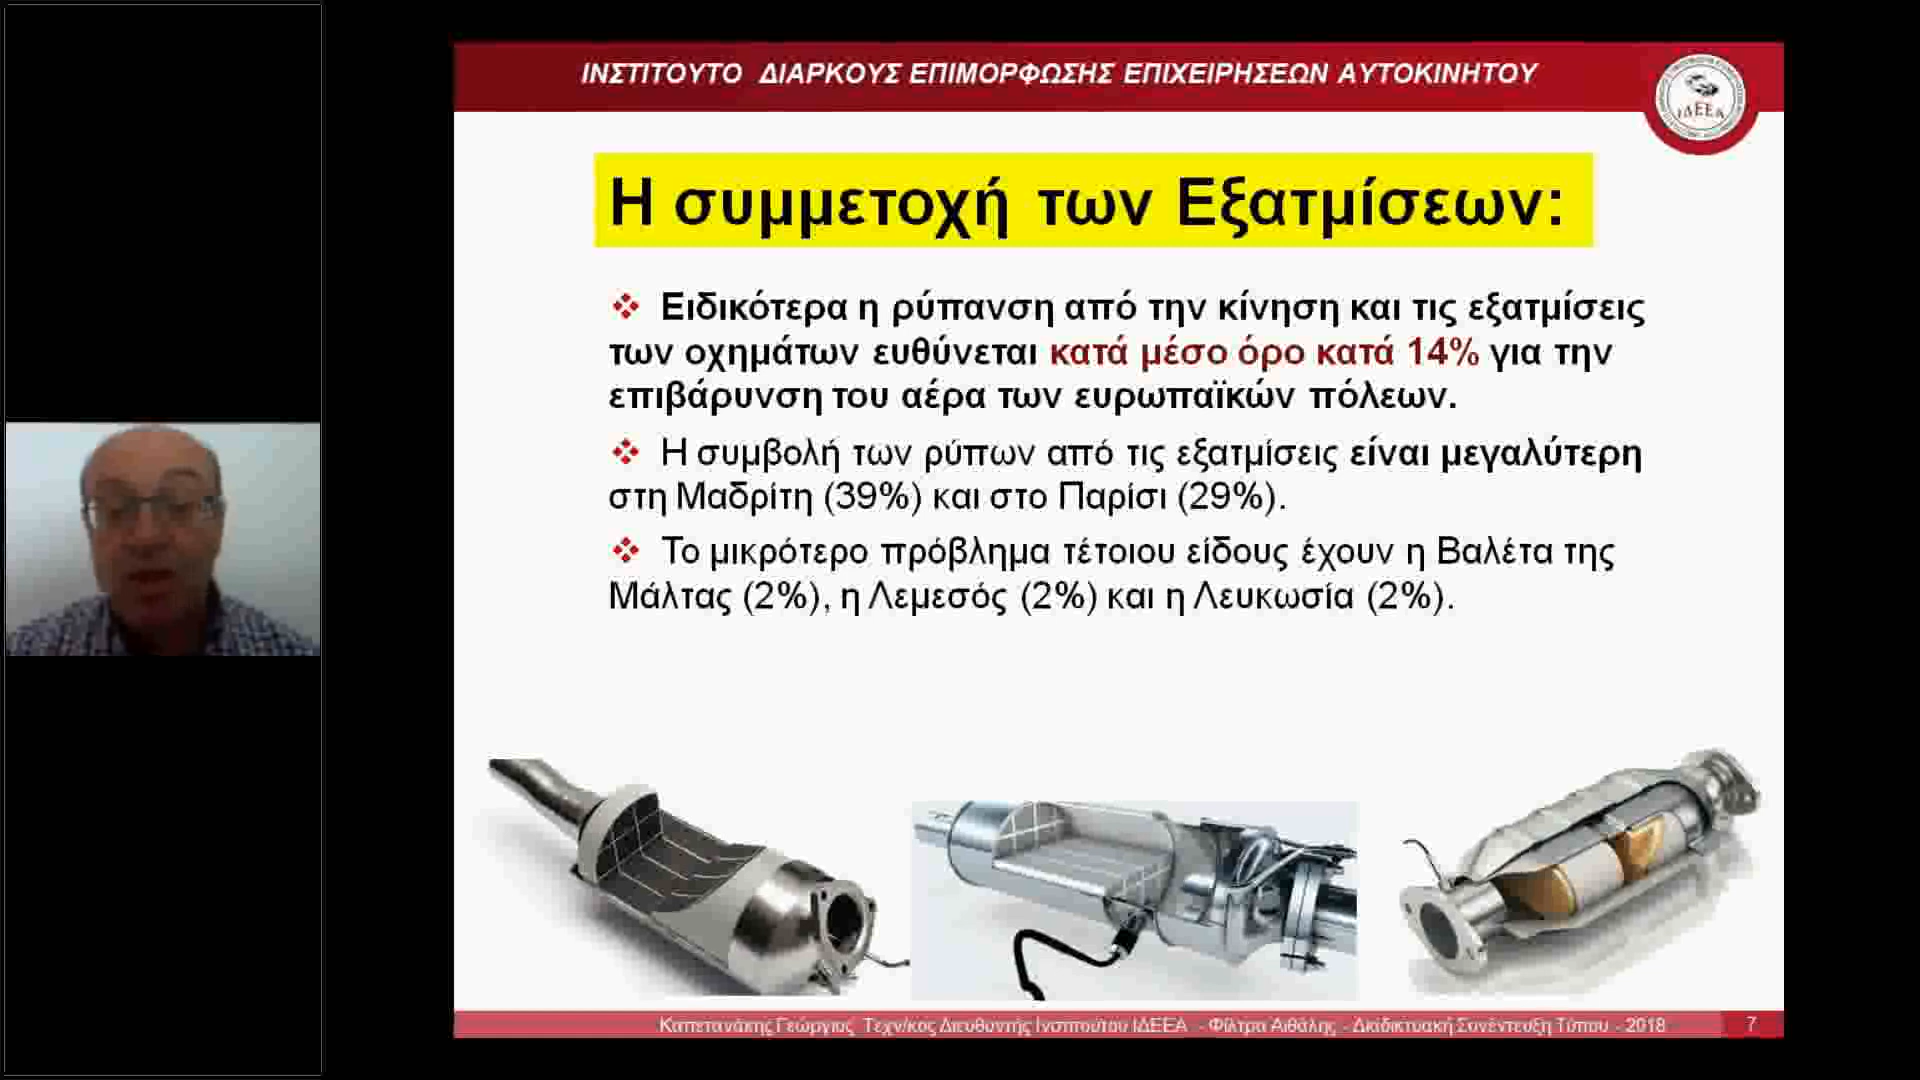 ΙΝΣΤΙΤΟΥΤΟ ΔΙΑΡΚΟΥΣ ΕΠΙΜΟΡΦΩΣΗΣ ΕΠΙΧΕΙΡΗΣΕΩΝ ΑΥΤΟΚΙΝΗΤΟΥ
ΙΔΕΕΑ
Η συμμετοχή των Εξατμίσεων:
❖ Ειδικότερα η ρύπανση από την κίνηση και τις εξατμίσεις
των οχημάτων ευθύνεται κατά μέσο όρο κατά 14% για την
επιβάρυνση του αέρα των ευρωπαϊκών πόλεων.
❖ Η συμβολή των ρύπων από τις εξατμίσεις είναι μεγαλύτερη
στη Μαδρίτη (39%) και στο Παρίσι (29%).
❖ Το μικρότερο πρόβλημα τέτοιου είδους έχουν η Βαλέτα της
Μάλτας (2%), η Λεμεσός (2%) και η Λευκωσία (2%).
Καπετανάκης Γεώργιος Τεχν/κος Διευθυντής Ινστιτούτου ΙΔΕΕΑ - Φίλτρα Αιθάλης - Διαδικτυακή Συνέντευξη Τύπου - 2018 7